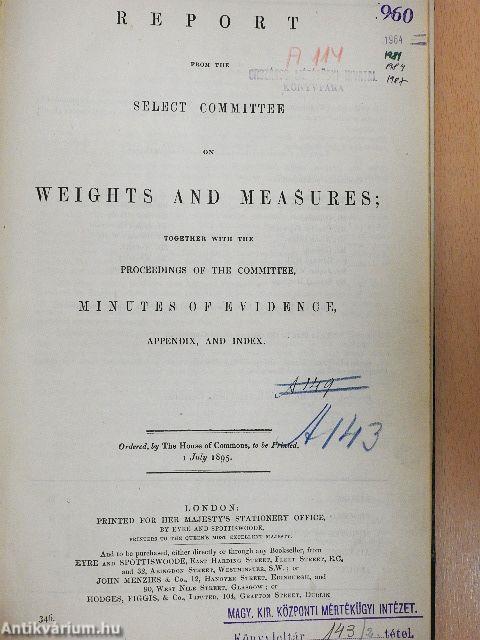 960
REPORT
1964
1981
1984
1987
A 114
KÖNYVTÁRA
FROM THE
SELECT COMMITTEE
ON
WEIGHTS AND MEASURES;
TOGETHER WITH THE
PROCEEDINGS OF THE COMMITTEE,
MINUTES OF EVIDENCE,
APPENDIX, AND INDEX.
A 149
A 143
Ordered, by The House of Commons, to be Printed,
1 July 1895.
LONDON:
PRINTED FOR HER MAJESTY'S STATIONERY OFFICE,
BY EYRE AND SPOTTISWOODE,
PRINTERS TO THE QUEEN'S MOST EXCELLENT MAJESTY.
And to be purchased, either directly or through any Bookseller, from
EYRE AND SPOTTISWOODE, East Harding Street, Fleet Street, E.C.,
and 32, Abingdon Street, Westminster, S.W.; or
JOHN MENZIES & Co., 12, Hanover Street, Edinburgh, and
90, West Nile Street, Glasgow; or
HODGES, FIGGIS, & Co., Limited, 104, Grafton Street, Dublin
346.
MAGY. KIR. KÖZPONTI MÉRTÉKÜGYI INTÉZET.
Könyvleltár 143/2 tétel.
Antikvárium.hu